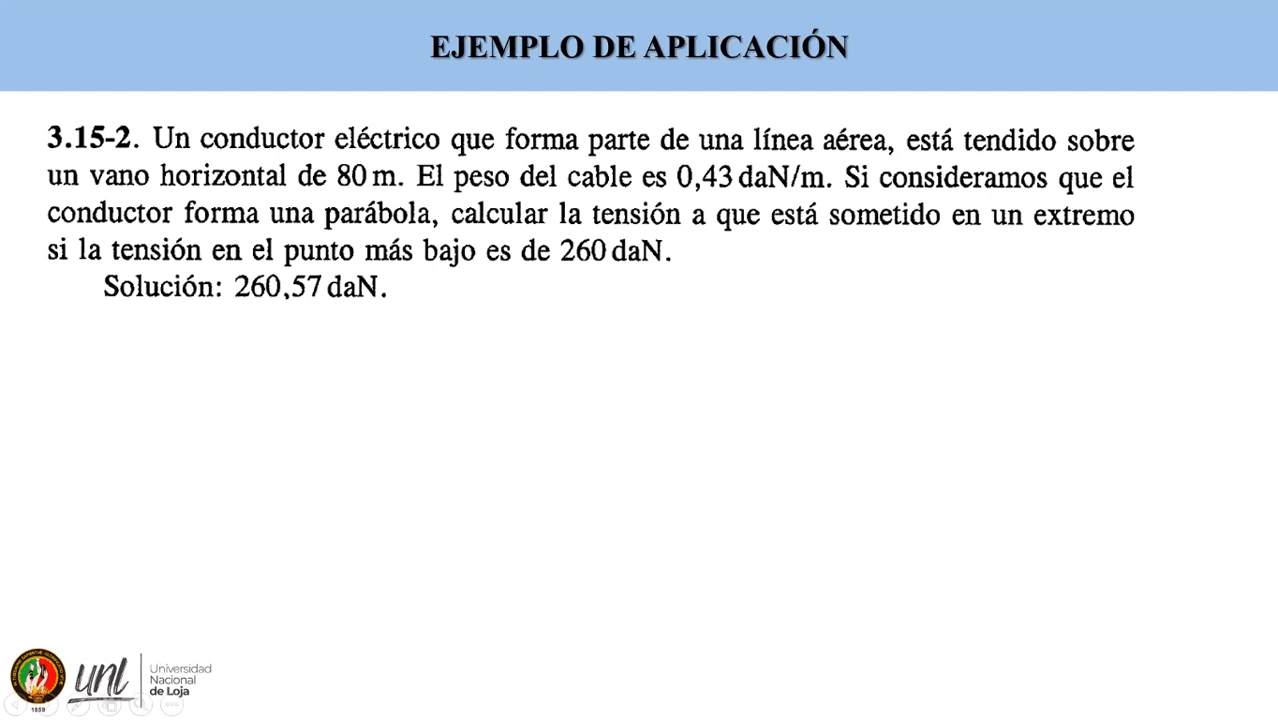 EJEMPLO DE APLICACIÓN
3.15-2. Un conductor eléctrico que forma parte de una línea aérea, está tendido sobre
un vano horizontal de 80 m. El peso del cable es 0,43 daN/m. Si consideramos que el
conductor forma una parábola, calcular la tensión a que está sometido en un extremo
si la tensión en el punto más bajo es de 260 daN.
Solución: 260,57 daN.
1859
unl
Universidad
Nacional
de Loja